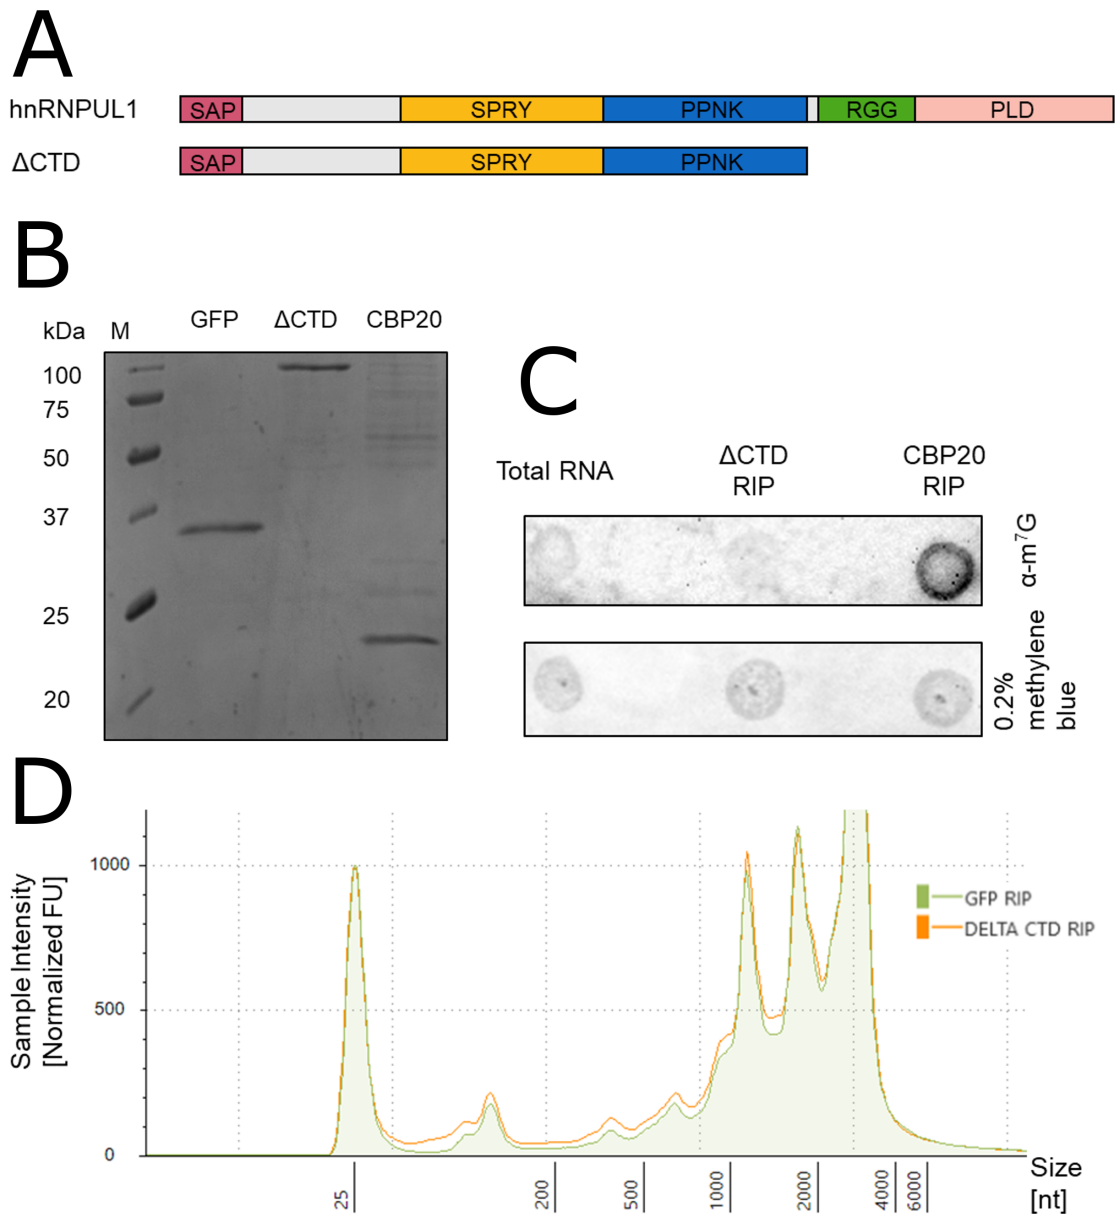 A
hnRNPUL1 SAP SPRY PPNK RGG PLD
ΔCTD SAP SPRY PPNK
B
kDa M GFP ΔCTD CBP20
100
75
50
37
25
20
C
Total RNA ΔCTD RIP CBP20 RIP
α-m⁷G
0.2% methylene blue
D
Sample Intensity
[Normalized FU]
1000
500
0
GFP RIP
DELTA CTD RIP
25 200 500 1000 2000 4000 6000
Size
[nt]